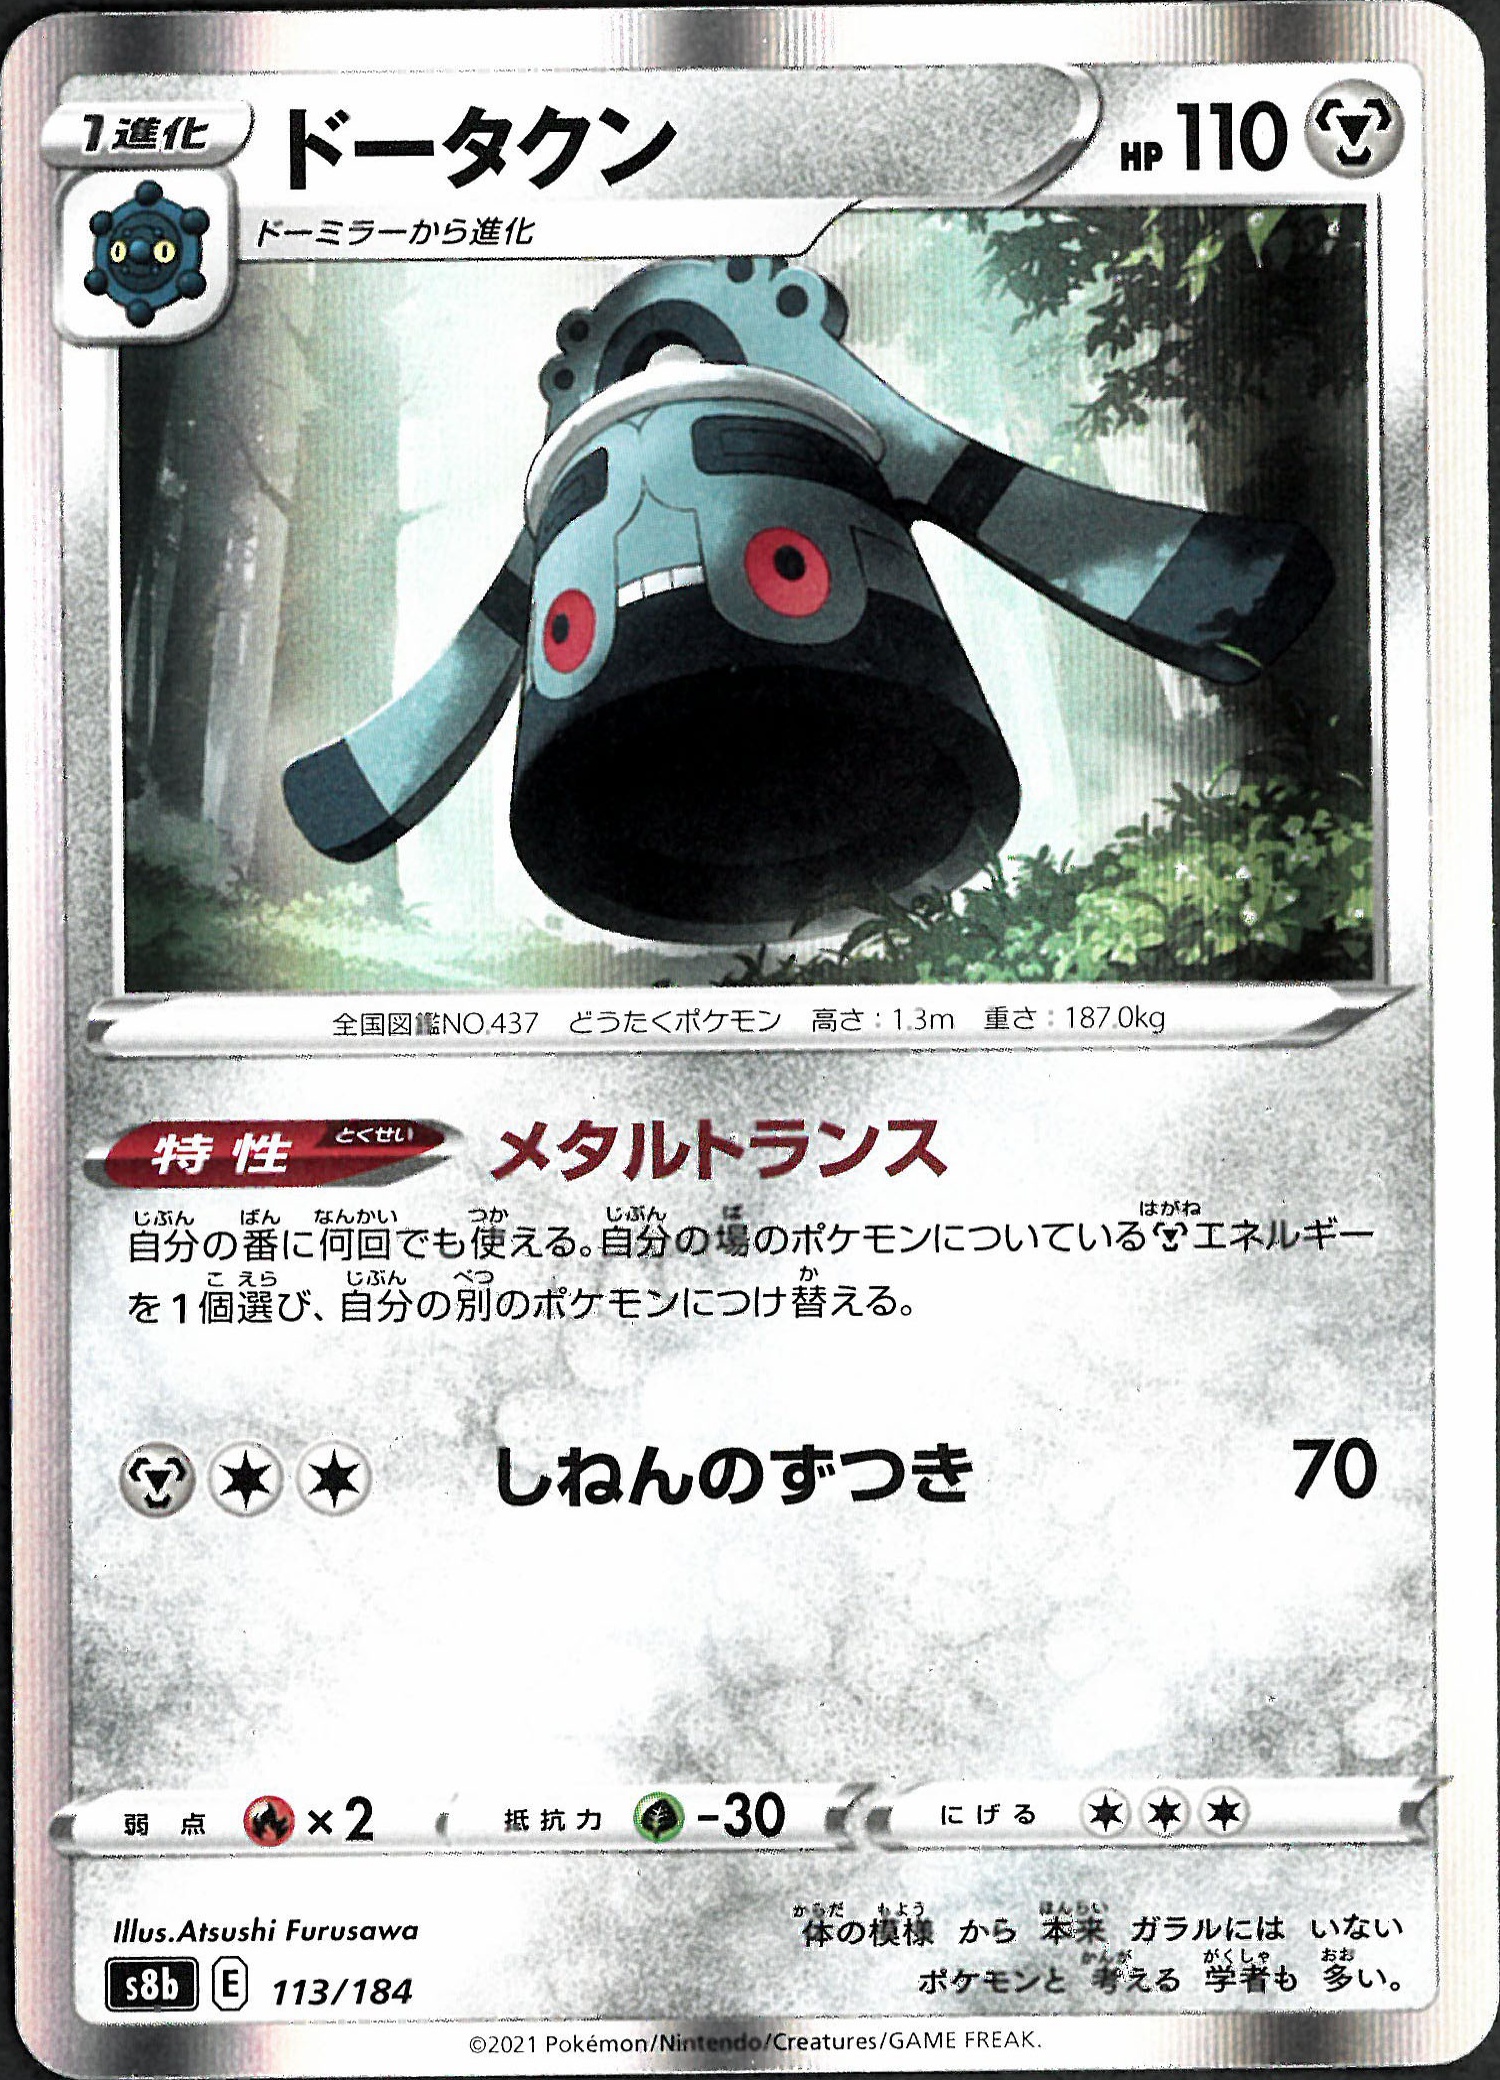 1進化
ドータクン
HP 110
ドーミラーから進化
全国図鑑NO.437 どうたくポケモン 高さ：1.3m 重さ：187.0kg
特性 とくせい メタルトランス
じぶん ばん なんかい つか じぶん ば はがね
自分の番に何回でも使える。自分の場のポケモンについているエネルギー
こ えら じぶん べつ か
を1個選び、自分の別のポケモンにつけ替える。
しねんのずつき 70
弱点 ×2 抵抗力 -30 にげる
Illus.Atsushi Furusawa
からだ もよう ほんらい
体の模様 から 本来 ガラルには いない
かんが がくしゃ おお
ポケモンと 考える 学者も 多い。
s8b E 113/184
©2021 Pokémon/Nintendo/Creatures/GAME FREAK.